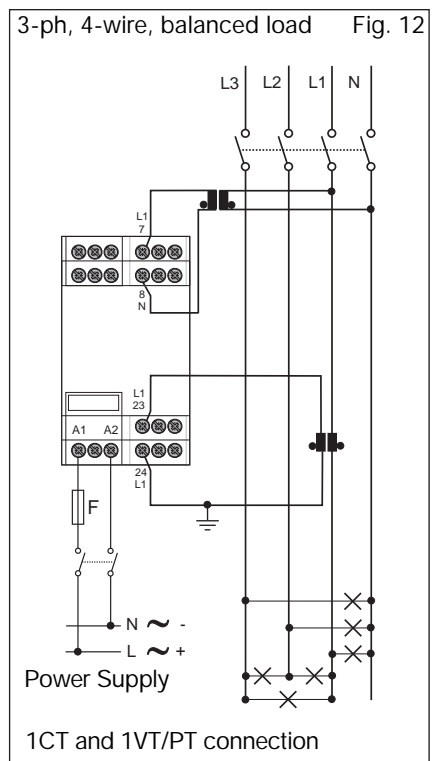 3-ph, 4-wire, balanced load Fig. 12
L3 L2 L1 N
L1
7
8
N
L1
23
A1 A2
24
L1
F
N ~ -
L ~ +
Power Supply
1CT and 1VT/PT connection